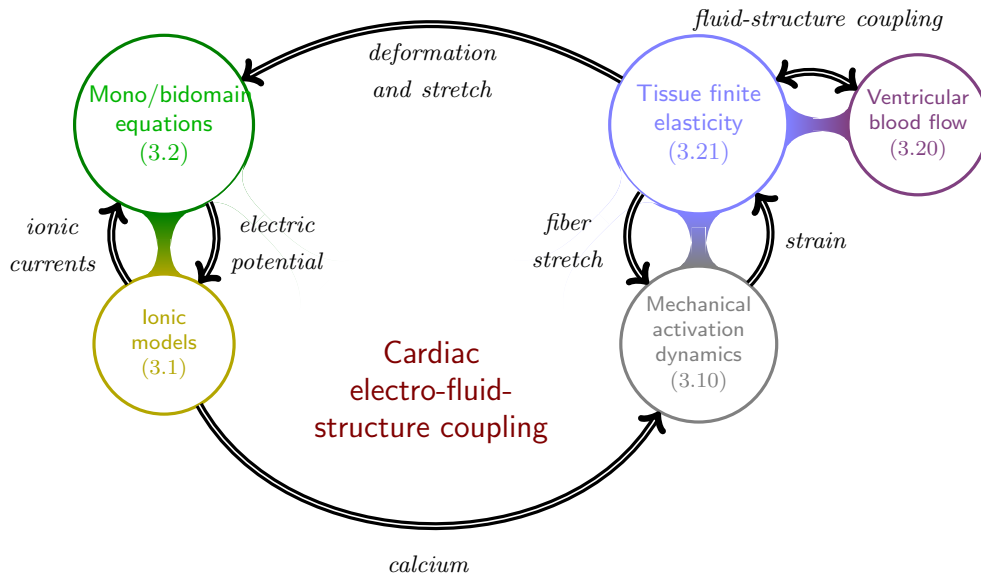 fluid-structure coupling
deformation
and stretch
Mono/bidomain
equations
(3.2)
Tissue finite
elasticity
(3.21)
Ventricular
blood flow
(3.20)
ionic
currents
electric
potential
fiber
stretch
strain
Ionic
models
(3.1)
Mechanical
activation
dynamics
(3.10)
Cardiac
electro-fluid-
structure coupling
calcium